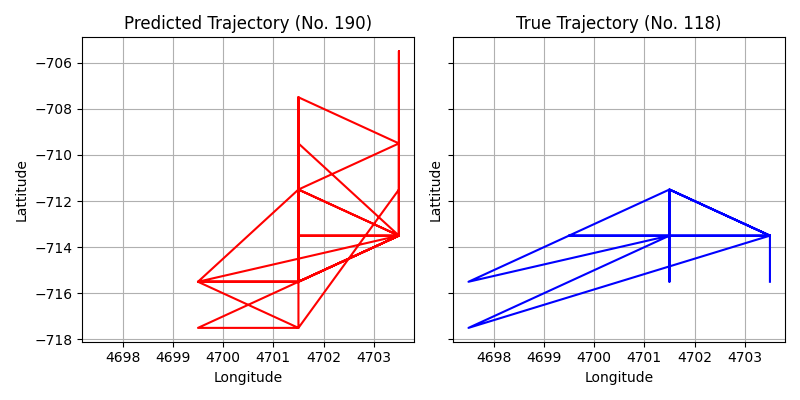 Predicted Trajectory (No. 190)
True Trajectory (No. 118)
Lattitude
−706
−708
−710
−712
−714
−716
−718
4698 4699 4700 4701 4702 4703
Longitude
Lattitude
4698 4699 4700 4701 4702 4703
Longitude